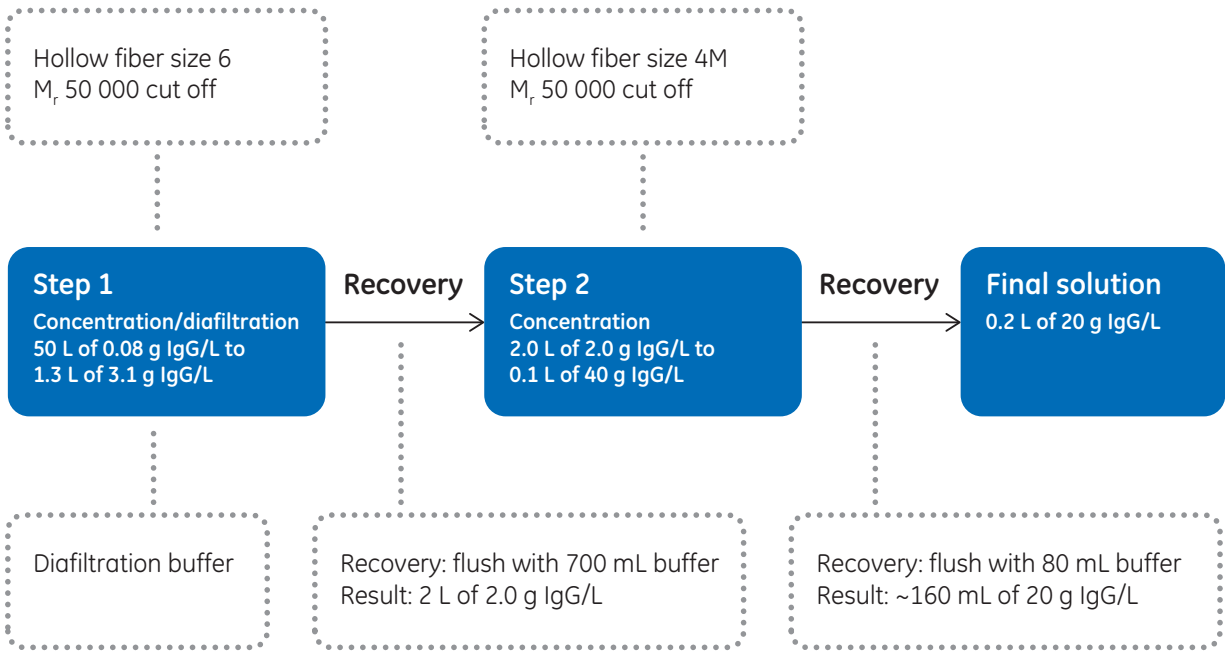 Hollow fiber size 6
Mᵣ 50 000 cut off
Hollow fiber size 4M
Mᵣ 50 000 cut off
Step 1
Concentration/diafiltration
50 L of 0.08 g IgG/L to
1.3 L of 3.1 g IgG/L
Recovery
Step 2
Concentration
2.0 L of 2.0 g IgG/L to
0.1 L of 40 g IgG/L
Recovery
Final solution
0.2 L of 20 g IgG/L
Diafiltration buffer
Recovery: flush with 700 mL buffer
Result: 2 L of 2.0 g IgG/L
Recovery: flush with 80 mL buffer
Result: ~160 mL of 20 g IgG/L